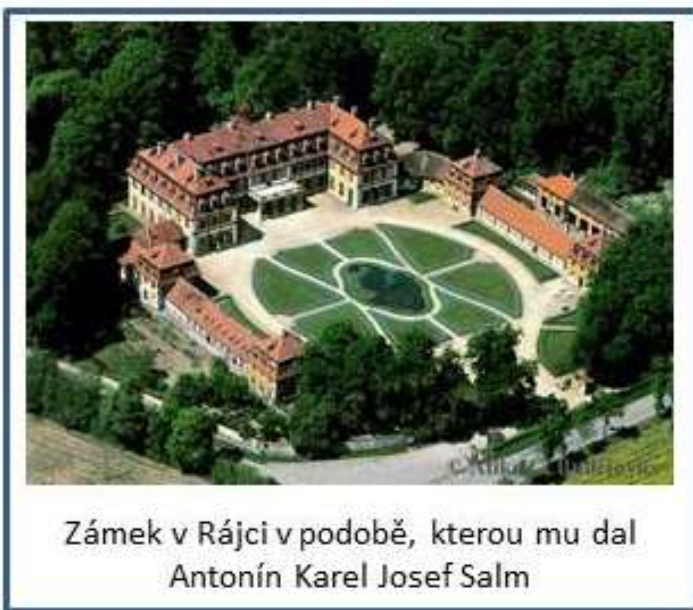 Zámek v Rájci v podobě, kterou mu dal
Antonín Karel Josef Salm